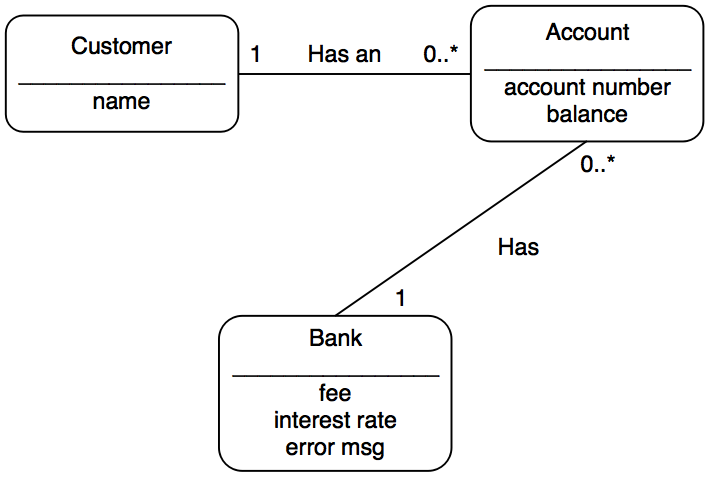 Customer
name
1 Has an 0..*
Account
account number
balance
0..*
Has
1
Bank
fee
interest rate
error msg